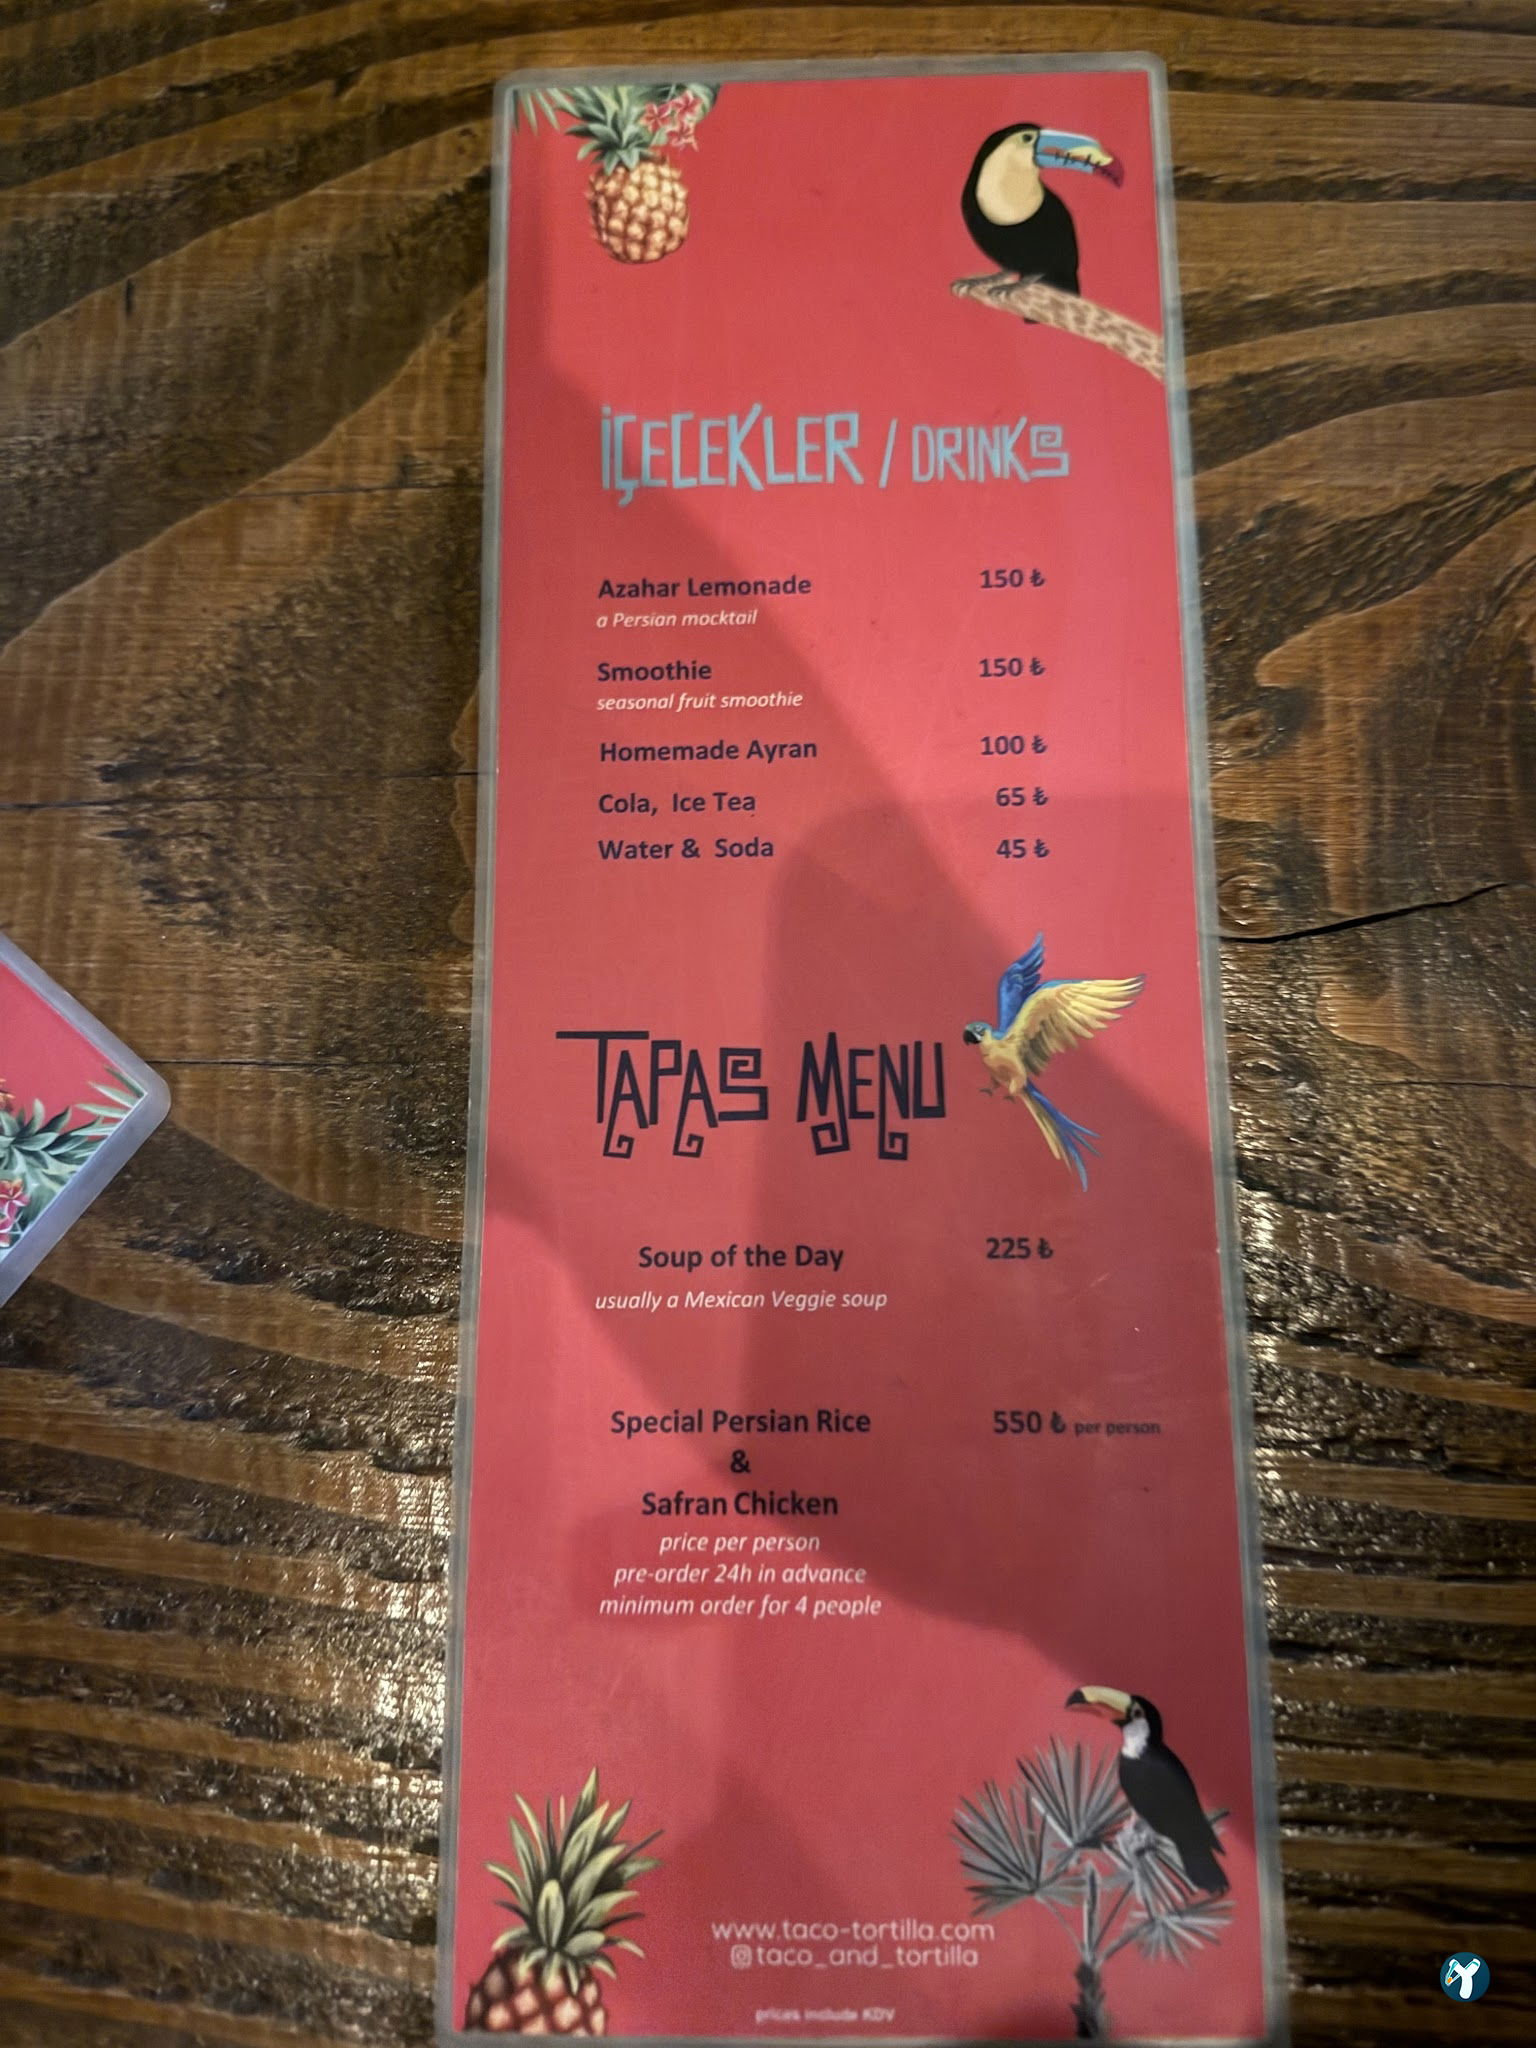 İÇECEKLER / DRINKS
Azahar Lemonade 150 ₺
a Persian mocktail
Smoothie 150 ₺
seasonal fruit smoothie
Homemade Ayran 100 ₺
Cola, Ice Tea 65 ₺
Water & Soda 45 ₺
TAPAS MENU
Soup of the Day 225 ₺
usually a Mexican Veggie soup
Special Persian Rice 550 ₺ per person
&
Safran Chicken
price per person
pre-order 24h in advance
minimum order for 4 people
www.taco-tortilla.com
@taco_and_tortilla
prices include KDV